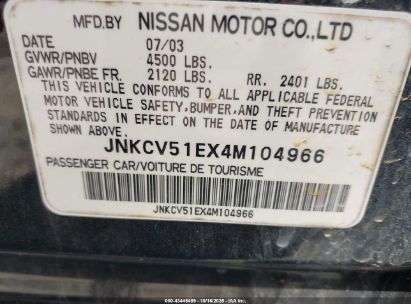 MFD.BY NISSAN MOTOR CO.,LTD
DATE 07/03
GVWR/PNBV 4500 LBS.
GAWR/PNBE FR. 2120 LBS. RR. 2401 LBS.
THIS VEHICLE CONFORMS TO ALL APPLICABLE FEDERAL
MOTOR VEHICLE SAFETY, BUMPER, AND THEFT PREVENTION
STANDARDS IN EFFECT ON THE DATE OF MANUFACTURE
SHOWN ABOVE.
JNKCV51EX4M104966
PASSENGER CAR/VOITURE DE TOURISME
JNKCV51EX4M104966